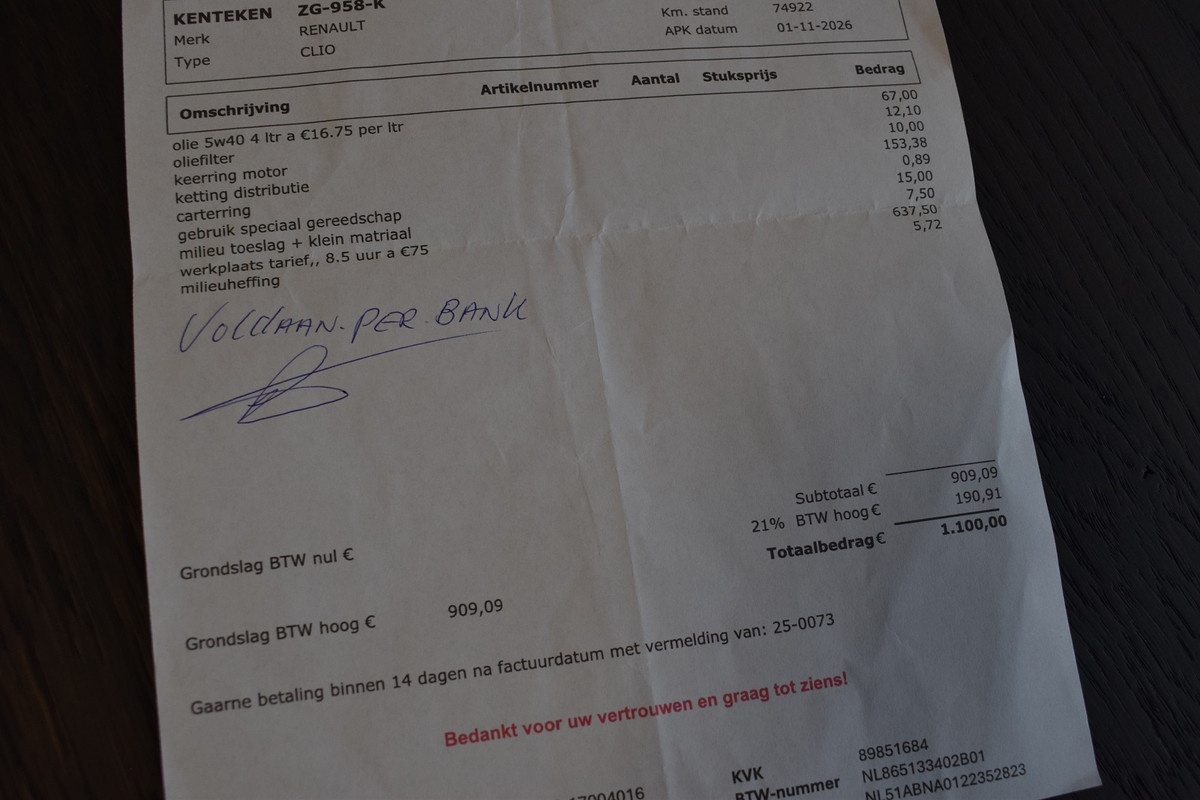 KENTEKEN ZG-958-K
Merk RENAULT
Type CLIO
Km. stand 74922
APK datum 01-11-2026
Omschrijving Artikelnummer Aantal Stuksprijs Bedrag
olie 5w40 4 ltr a €16.75 per ltr 67,00
oliefilter 12,10
keerring motor 10,00
ketting distributie 153,38
carterring 0,89
gebruik speciaal gereedschap 15,00
milieu toeslag + klein matriaal 7,50
werkplaats tarief,, 8.5 uur a €75 637,50
milieuheffing 5,72
VOLDAAN. PER. BANK
Subtotaal € 909,09
21% BTW hoog € 190,91
Totaalbedrag € 1.100,00
Grondslag BTW nul €
Grondslag BTW hoog € 909,09
Gaarne betaling binnen 14 dagen na factuurdatum met vermelding van: 25-0073
Bedankt voor uw vertrouwen en graag tot ziens!
KVK 89851684
BTW-nummer NL865133402B01
NL51ABNA0122352823